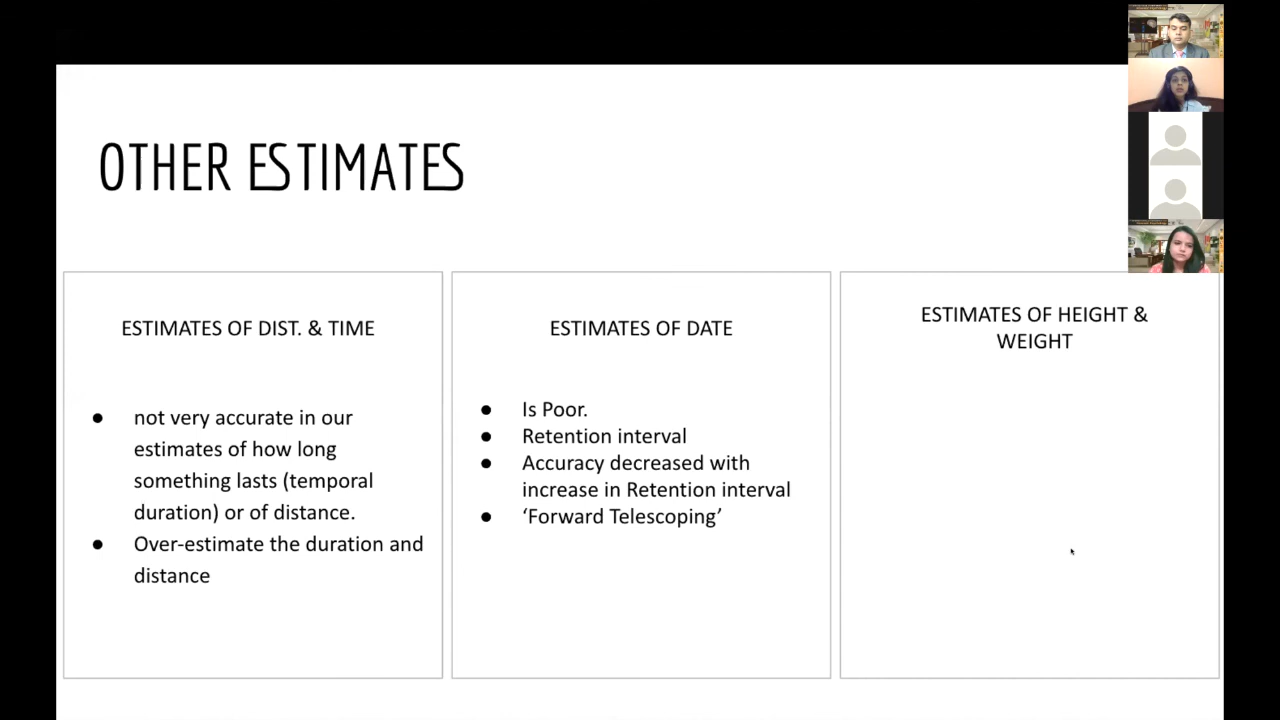 OTHER ESTIMATES
ESTIMATES OF DIST. & TIME
● not very accurate in our
estimates of how long
something lasts (temporal
duration) or of distance.
● Over-estimate the duration and
distance
ESTIMATES OF DATE
● Is Poor.
● Retention interval
● Accuracy decreased with
increase in Retention interval
● ‘Forward Telescoping’
ESTIMATES OF HEIGHT &
WEIGHT